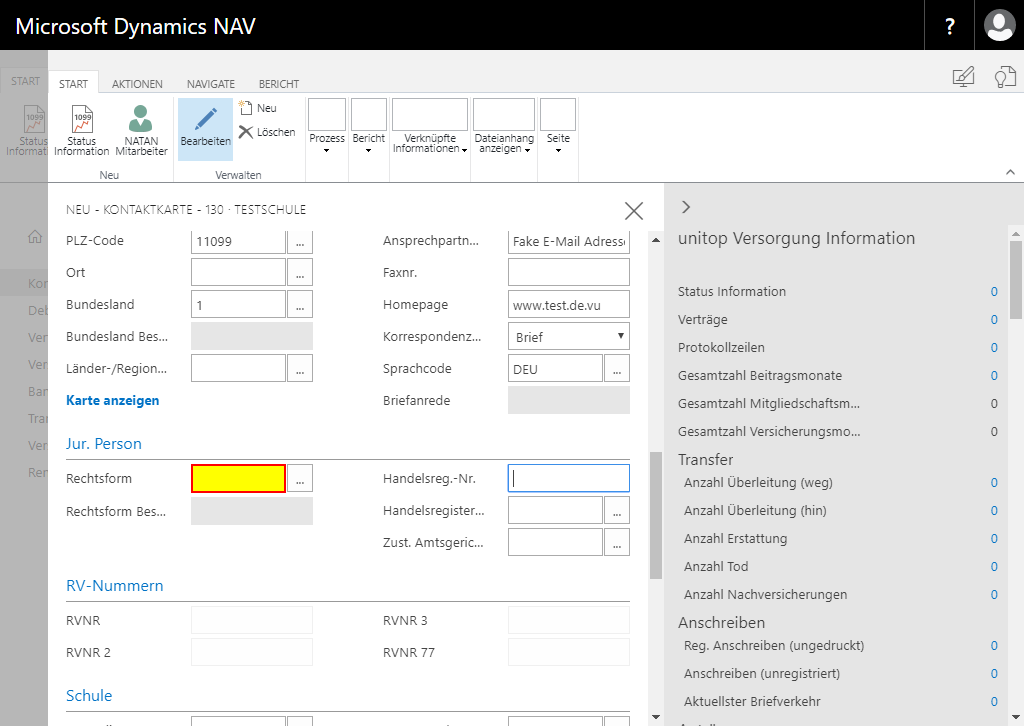 Microsoft Dynamics NAV
?
START
START
AKTIONEN
NAVIGATE
BERICHT
1099
Status
Informat
1099
Status
Information
NATAN
Mitarbeiter
Neu
Bearbeiten
Neu
Löschen
Verwalten
Prozess
Bericht
Verknüpfte
Informationen
Dateianhang
anzeigen
Seite
NEU - KONTAKTKARTE - 130 · TESTSCHULE
PLZ-Code
11099
...
Ort
...
Bundesland
1
...
Bundesland Bes...
Länder-/Region...
...
Karte anzeigen
Ansprechpartn...
Fake E-Mail Adresse
Faxnr.
Homepage
www.test.de.vu
Korrespondenz...
Brief
Sprachcode
DEU
...
Briefanrede
Jur. Person
Rechtsform
...
Rechtsform Bes...
Handelsreg.-Nr.
Handelsregister...
...
Zust. Amtsgeric...
...
RV-Nummern
RVNR
RVNR 2
RVNR 3
RVNR 77
Schule
Kon
Deb
Ver
Ver
Ban
Tra
Ver
Ren
unitop Versorgung Information
Status Information 0
Verträge 0
Protokollzeilen 0
Gesamtzahl Beitragsmonate 0
Gesamtzahl Mitgliedschaftsm... 0
Gesamtzahl Versicherungsmo... 0
Transfer
Anzahl Überleitung (weg) 0
Anzahl Überleitung (hin) 0
Anzahl Erstattung 0
Anzahl Tod 0
Anzahl Nachversicherungen 0
Anschreiben
Reg. Anschreiben (ungedruckt) 0
Anschreiben (unregistriert) 0
Aktuellster Briefverkehr 0